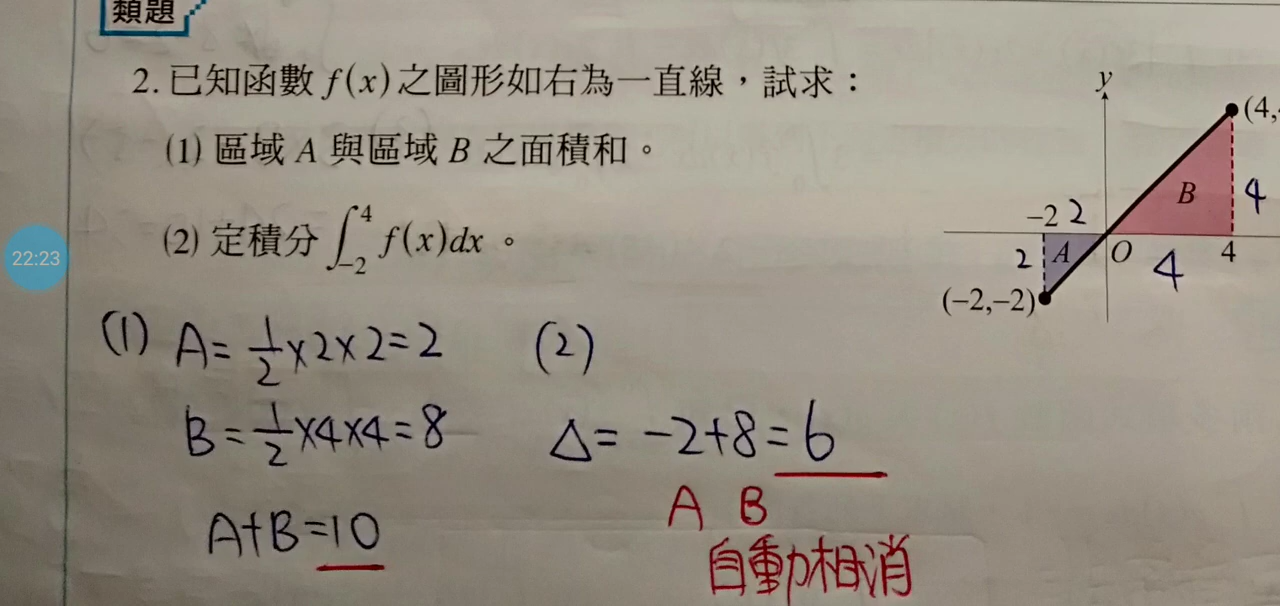 類題
2. 已知函數 f(x) 之圖形如右為一直線，試求：
(1) 區域 A 與區域 B 之面積和。
(2) 定積分 ∫_{-2}^{4} f(x)dx 。
y
(4,
B
4
-2 2
2 A O 4 4
(-2,-2)
22:23
(1) A = 1/2 × 2 × 2 = 2
B = 1/2 × 4 × 4 = 8
A+B = 10
(2)
△ = -2+8 = 6
A B
自動相消